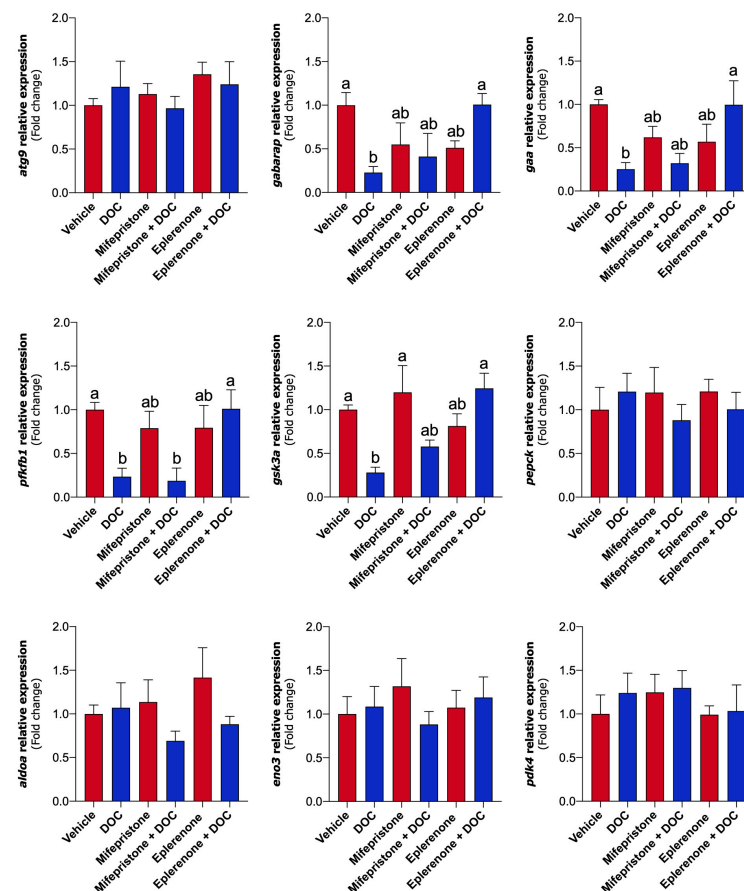 atg9 relative expression
(Fold change)
2.0
1.5
1.0
0.5
0.0
Vehicle
DOC
Mifepristone
Mifepristone + DOC
Eplerenone
Eplerenone + DOC
gabarap relative expression
(Fold change)
2.0
1.5
1.0
0.5
0.0
a
b
ab
ab
ab
a
Vehicle
DOC
Mifepristone
Mifepristone + DOC
Eplerenone
Eplerenone + DOC
gaa relative expression
(Fold change)
2.0
1.5
1.0
0.5
0.0
a
b
ab
ab
ab
a
Vehicle
DOC
Mifepristone
Mifepristone + DOC
Eplerenone
Eplerenone + DOC
pfkfb1 relative expression
(Fold change)
2.0
1.5
1.0
0.5
0.0
a
b
ab
b
ab
a
Vehicle
DOC
Mifepristone
Mifepristone + DOC
Eplerenone
Eplerenone + DOC
gsk3a relative expression
(Fold change)
2.0
1.5
1.0
0.5
0.0
a
b
a
ab
ab
a
Vehicle
DOC
Mifepristone
Mifepristone + DOC
Eplerenone
Eplerenone + DOC
pepck relative expression
(Fold change)
2.0
1.5
1.0
0.5
0.0
Vehicle
DOC
Mifepristone
Mifepristone + DOC
Eplerenone
Eplerenone + DOC
aldoa relative expression
(Fold change)
2.0
1.5
1.0
0.5
0.0
Vehicle
DOC
Mifepristone
Mifepristone + DOC
Eplerenone
Eplerenone + DOC
eno3 relative expression
(Fold change)
2.0
1.5
1.0
0.5
0.0
Vehicle
DOC
Mifepristone
Mifepristone + DOC
Eplerenone
Eplerenone + DOC
pdk4 relative expression
(Fold change)
2.0
1.5
1.0
0.5
0.0
Vehicle
DOC
Mifepristone
Mifepristone + DOC
Eplerenone
Eplerenone + DOC